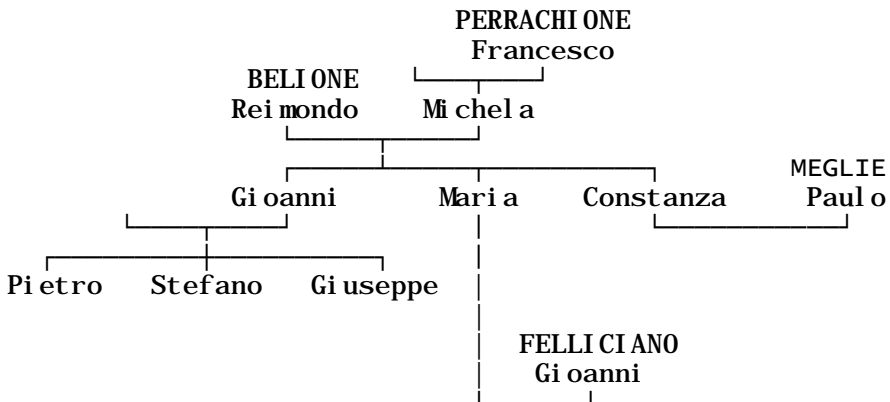 PERRACHIONE
Francesco
BELIONE
Reimondo Michela
MEGLIE
Gioanni Maria Constanza Paulo
Pietro Stefano Giuseppe
FELLICIANO
Gioanni